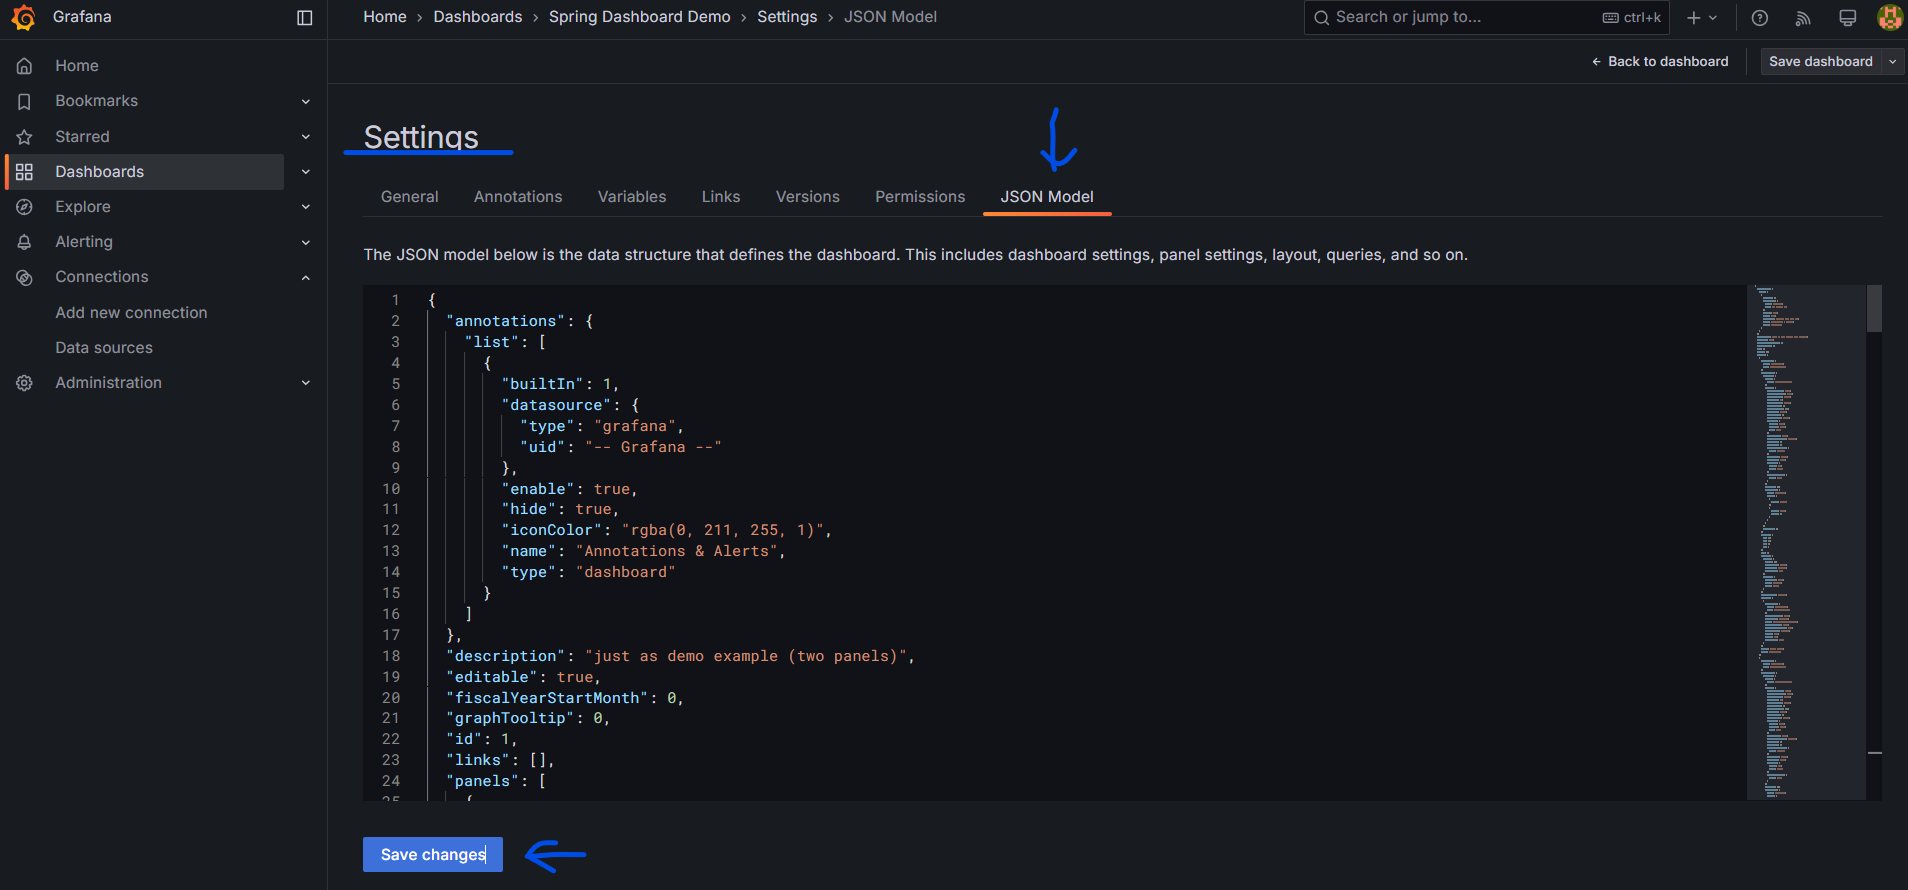 Grafana
Home › Dashboards › Spring Dashboard Demo › Settings › JSON Model
Search or jump to...
ctrl+k
Back to dashboard
Save dashboard
Home
Bookmarks
Starred
Dashboards
Explore
Alerting
Connections
Add new connection
Data sources
Administration
Settings
General Annotations Variables Links Versions Permissions JSON Model
The JSON model below is the data structure that defines the dashboard. This includes dashboard settings, panel settings, layout, queries, and so on.
1 {
2 "annotations": {
3 "list": [
4 {
5 "builtIn": 1,
6 "datasource": {
7 "type": "grafana",
8 "uid": "-- Grafana --"
9 },
10 "enable": true,
11 "hide": true,
12 "iconColor": "rgba(0, 211, 255, 1)",
13 "name": "Annotations & Alerts",
14 "type": "dashboard"
15 }
16 ]
17 },
18 "description": "just as demo example (two panels)",
19 "editable": true,
20 "fiscalYearStartMonth": 0,
21 "graphTooltip": 0,
22 "id": 1,
23 "links": [],
24 "panels": [
25 {
Save changes